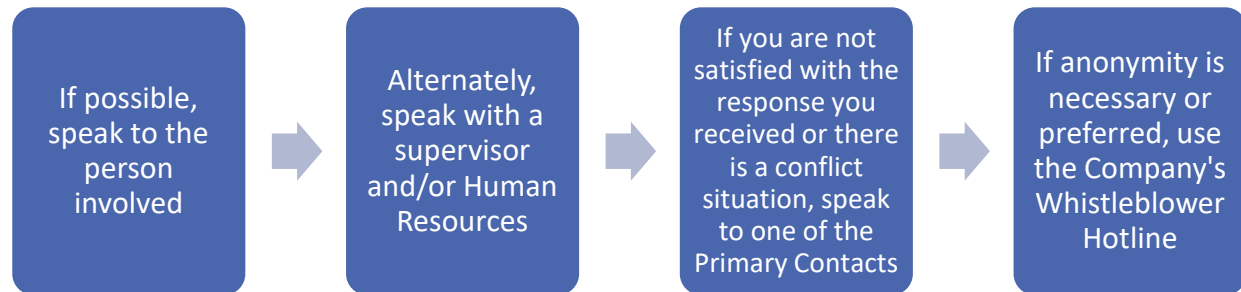 If possible,
speak to the
person
involved
Alternately,
speak with a
supervisor
and/or Human
Resources
If you are not
satisfied with the
response you
received or there
is a conflict
situation, speak
to one of the
Primary Contacts
If anonymity is
necessary or
preferred, use
the Company's
Whistleblower
Hotline